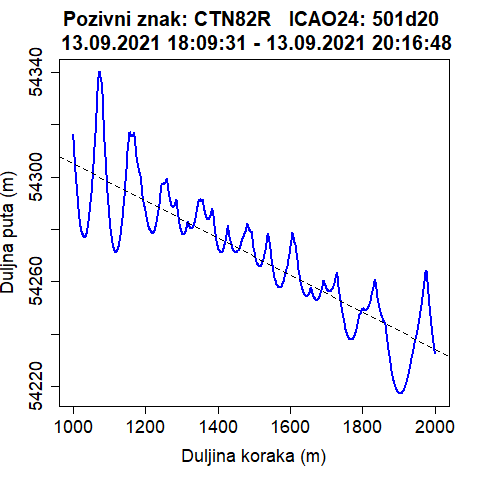 Pozivni znak: CTN82R   ICAO24: 501d20
13.09.2021 18:09:31 - 13.09.2021 20:16:48
Duljna puta (m)
54340
54300
54260
54220
1000 1200 1400 1600 1800 2000
Duljina koraka (m)